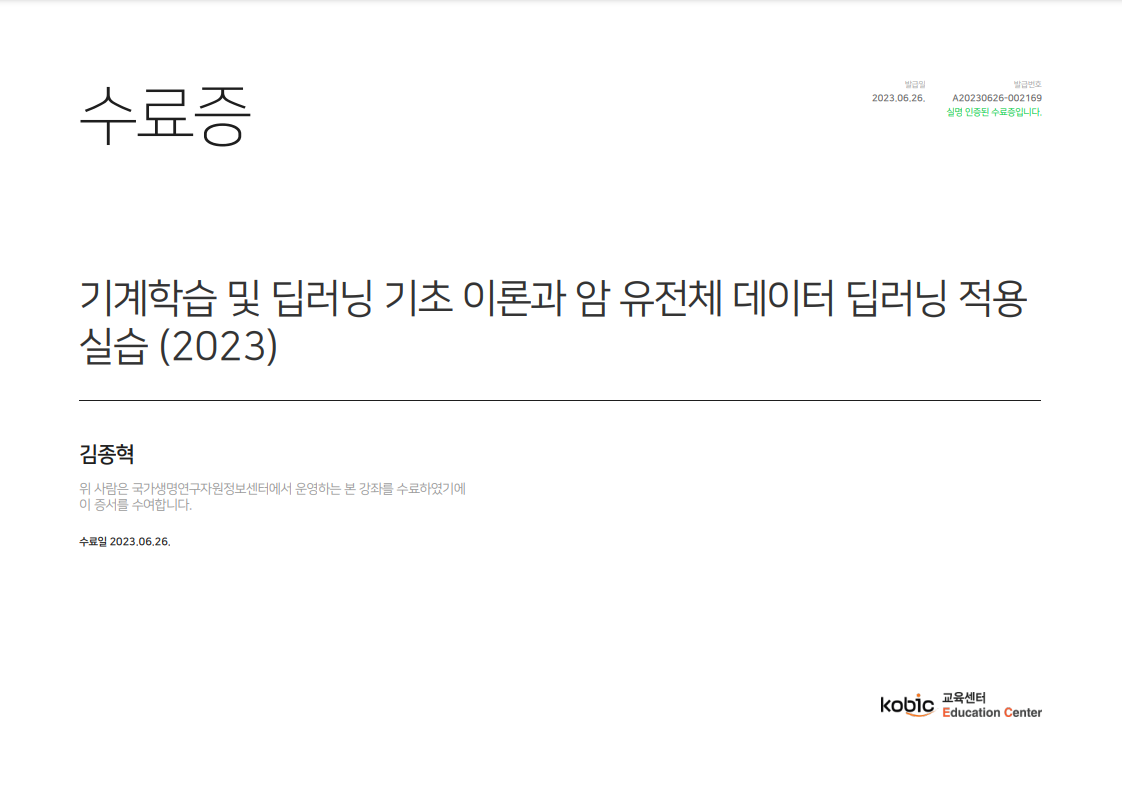 수료증
발급일
2023.06.26.
발급번호
A20230626-002169
실명 인증된 수료증입니다.
기계학습 및 딥러닝 기초 이론과 암 유전체 데이터 딥러닝 적용
실습 (2023)
김종혁
위 사람은 국가생명연구자원정보센터에서 운영하는 본 강좌를 수료하였기에
이 증서를 수여합니다.
수료일 2023.06.26.
kobic 교육센터
Education Center